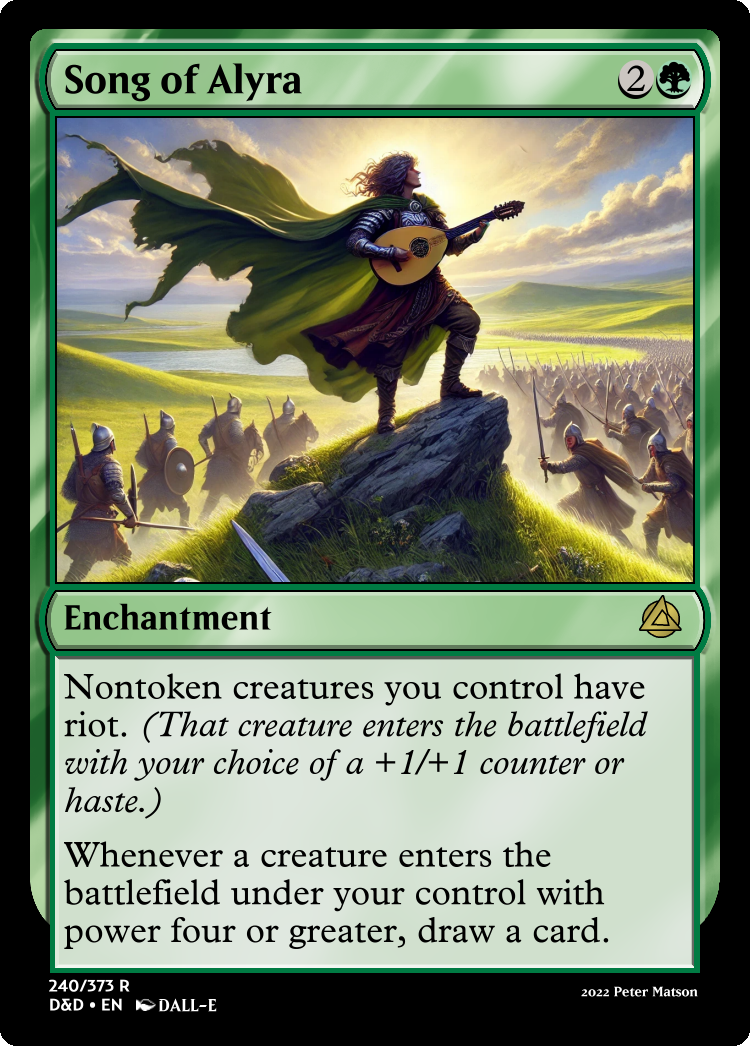 Song of Alyra 2
Enchantment
Nontoken creatures you control have
riot. (That creature enters the battlefield
with your choice of a +1/+1 counter or
haste.)
Whenever a creature enters the
battlefield under your control with
power four or greater, draw a card.
240/373 R
D&D • EN DALL-E
2022 Peter Matson